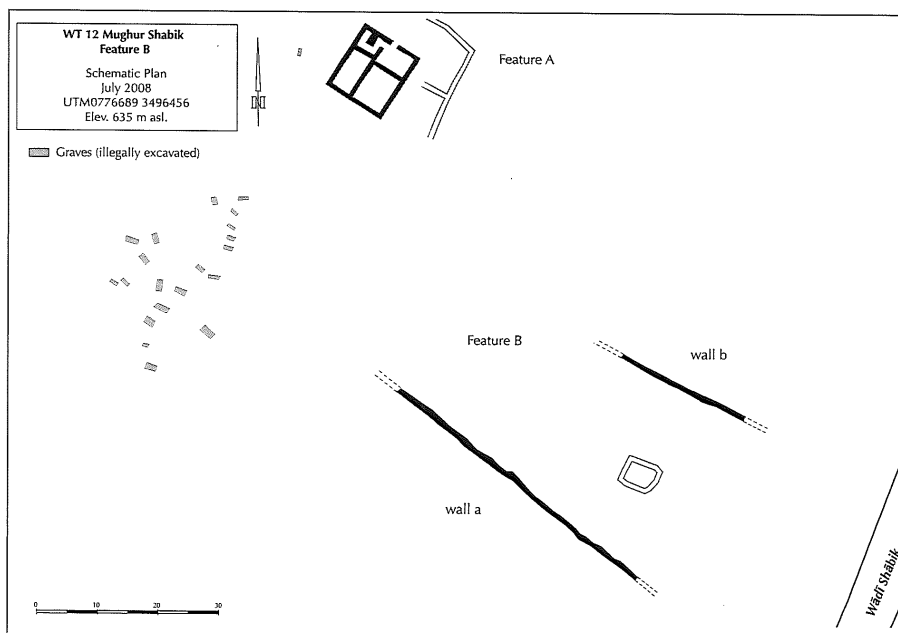 WT 12 Mughur Shabik
Feature B
Schematic Plan
July 2008
UTM0776689 3496456
Elev. 635 m asl.
N
Graves (illegally excavated)
Feature A
Feature B
wall b
wall a
Wādī Shābik
0 10 20 30